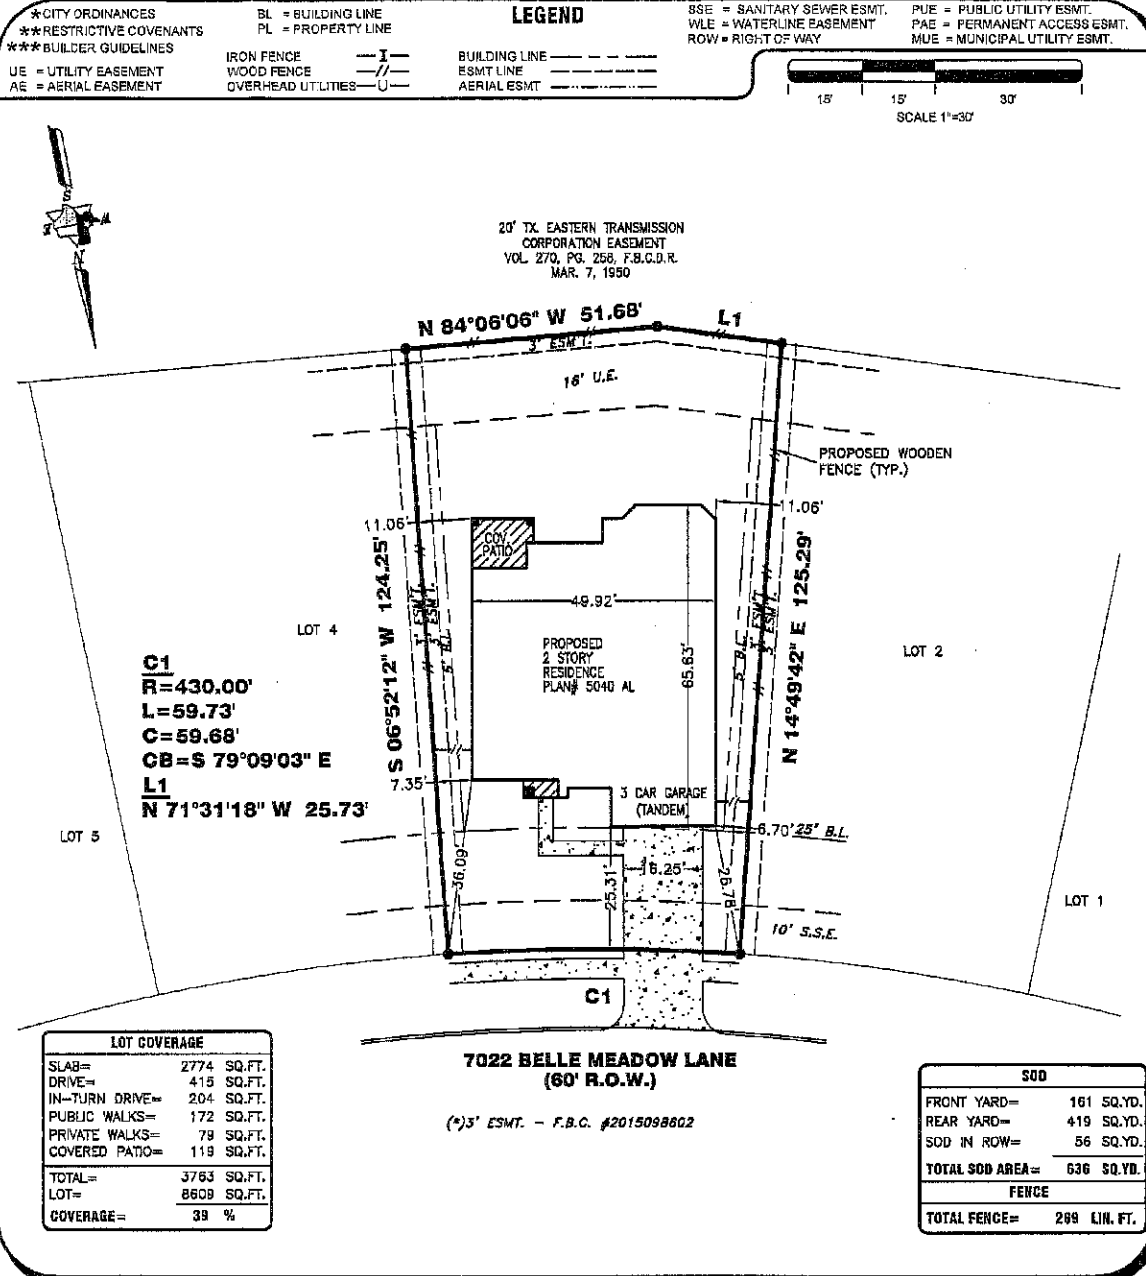 *CITY ORDINANCES
**RESTRICTIVE COVENANTS
***BUILDER GUIDELINES
UE = UTILITY EASEMENT
AE = AERIAL EASEMENT
BL = BUILDING LINE
PL = PROPERTY LINE
IRON FENCE —I—
WOOD FENCE —//—
OVERHEAD UTILITIES —U—
LEGEND
BUILDING LINE
ESMT LINE
AERIAL ESMT
SSE = SANITARY SEWER ESMT.
WLE = WATERLINE EASEMENT
ROW = RIGHT OF WAY
PUE = PUBLIC UTILITY ESMT.
PAE = PERMANENT ACCESS ESMT.
MUE = MUNICIPAL UTILITY ESMT.
15' 15' 30'
SCALE 1"=30'
S
N
20' TX. EASTERN TRANSMISSION
CORPORATION EASEMENT
VOL. 270, PG. 258, F.B.C.D.R.
MAR. 7, 1950
N 84°06'06" W 51.68'
L1
3' ESM'T.
16' U.E.
PROPOSED WOODEN
FENCE (TYP.)
11.06'
11.06'
COV.
PATIO
S 06°52'12" W 124.25'
3' ESM'T.
3' ESM'T.
5' B.L.
49.92'
65.63'
PROPOSED
2 STORY
RESIDENCE
PLAN# 5040 AL
5' B.L.
3' ESM'T.
3' ESM'T.
N 14°49'42" E 125.29'
LOT 4
LOT 2
C1
R=430.00'
L=59.73'
C=59.68'
CB=S 79°09'03" E
L1
N 71°31'18" W 25.73'
7.35'
3 CAR GARAGE
(TANDEM)
LOT 5
6.70' 25' B.L.
36.09'
25.31'
16.25'
26.78'
LOT 1
10' S.S.E.
C1
7022 BELLE MEADOW LANE
(60' R.O.W.)
(*)3' ESMT. - F.B.C. #2015098602
LOT COVERAGE
SLAB= 2774 SQ.FT.
DRIVE= 415 SQ.FT.
IN-TURN DRIVE= 204 SQ.FT.
PUBLIC WALKS= 172 SQ.FT.
PRIVATE WALKS= 79 SQ.FT.
COVERED PATIO= 119 SQ.FT.
TOTAL= 3763 SQ.FT.
LOT= 8609 SQ.FT.
COVERAGE= 39 %
SOD
FRONT YARD= 161 SQ.YD.
REAR YARD= 419 SQ.YD.
SOD IN ROW= 56 SQ.YD.
TOTAL SOD AREA= 636 SQ.YD.
FENCE
TOTAL FENCE= 269 LIN. FT.